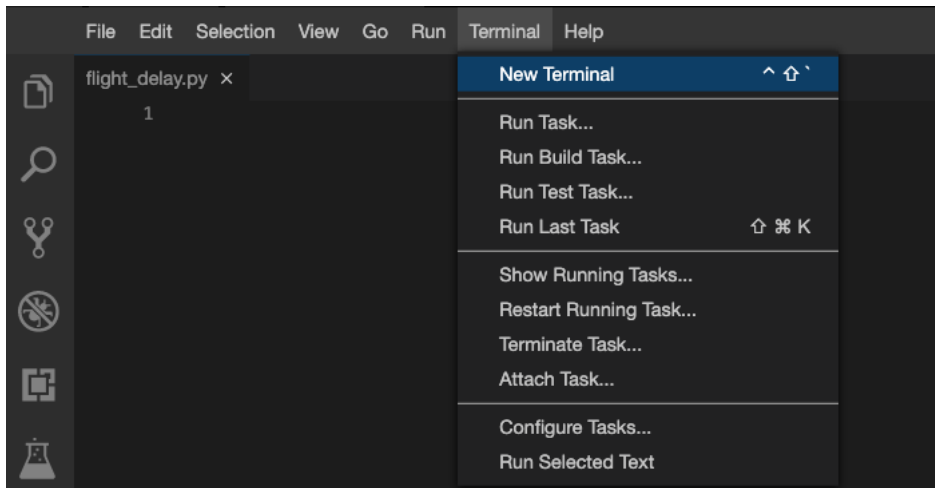 File Edit Selection View Go Run Terminal Help
flight_delay.py ×
1
New Terminal ^ ⇧ `
Run Task...
Run Build Task...
Run Test Task...
Run Last Task ⇧ ⌘ K
Show Running Tasks...
Restart Running Task...
Terminate Task...
Attach Task...
Configure Tasks...
Run Selected Text